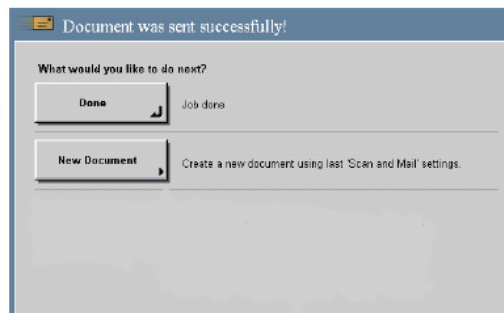 Document was sent successfully!
What would you like to do next?
Done
Job done
New Document
Create a new document using last 'Scan and Mail' settings.